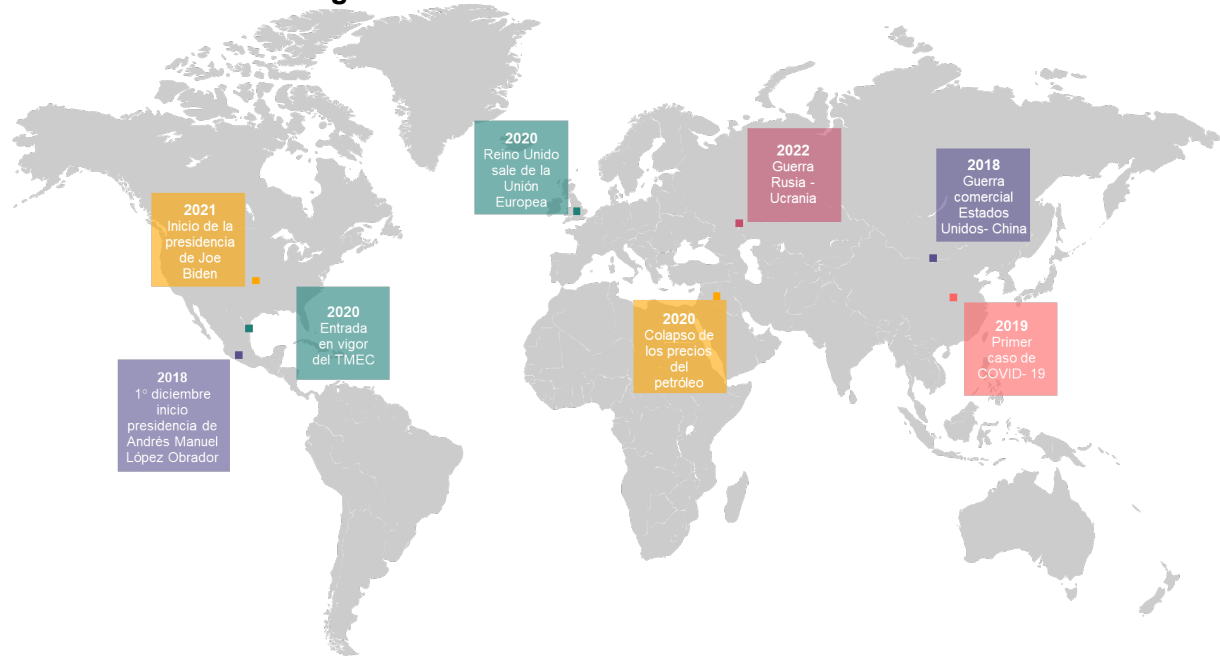 2020
Reino Unido
sale de la
Unión
Europea
2022
Guerra
Rusia -
Ucrania
2018
Guerra
comercial
Estados
Unidos- China
2021
Inicio de la
presidencia
de Joe
Biden
2020
Entrada
en vigor
del TMEC
2020
Colapso de
los precios
del
petróleo
2019
Primer
caso de
COVID- 19
2018
1° diciembre
inicio
presidencia de
Andrés Manuel
López Obrador